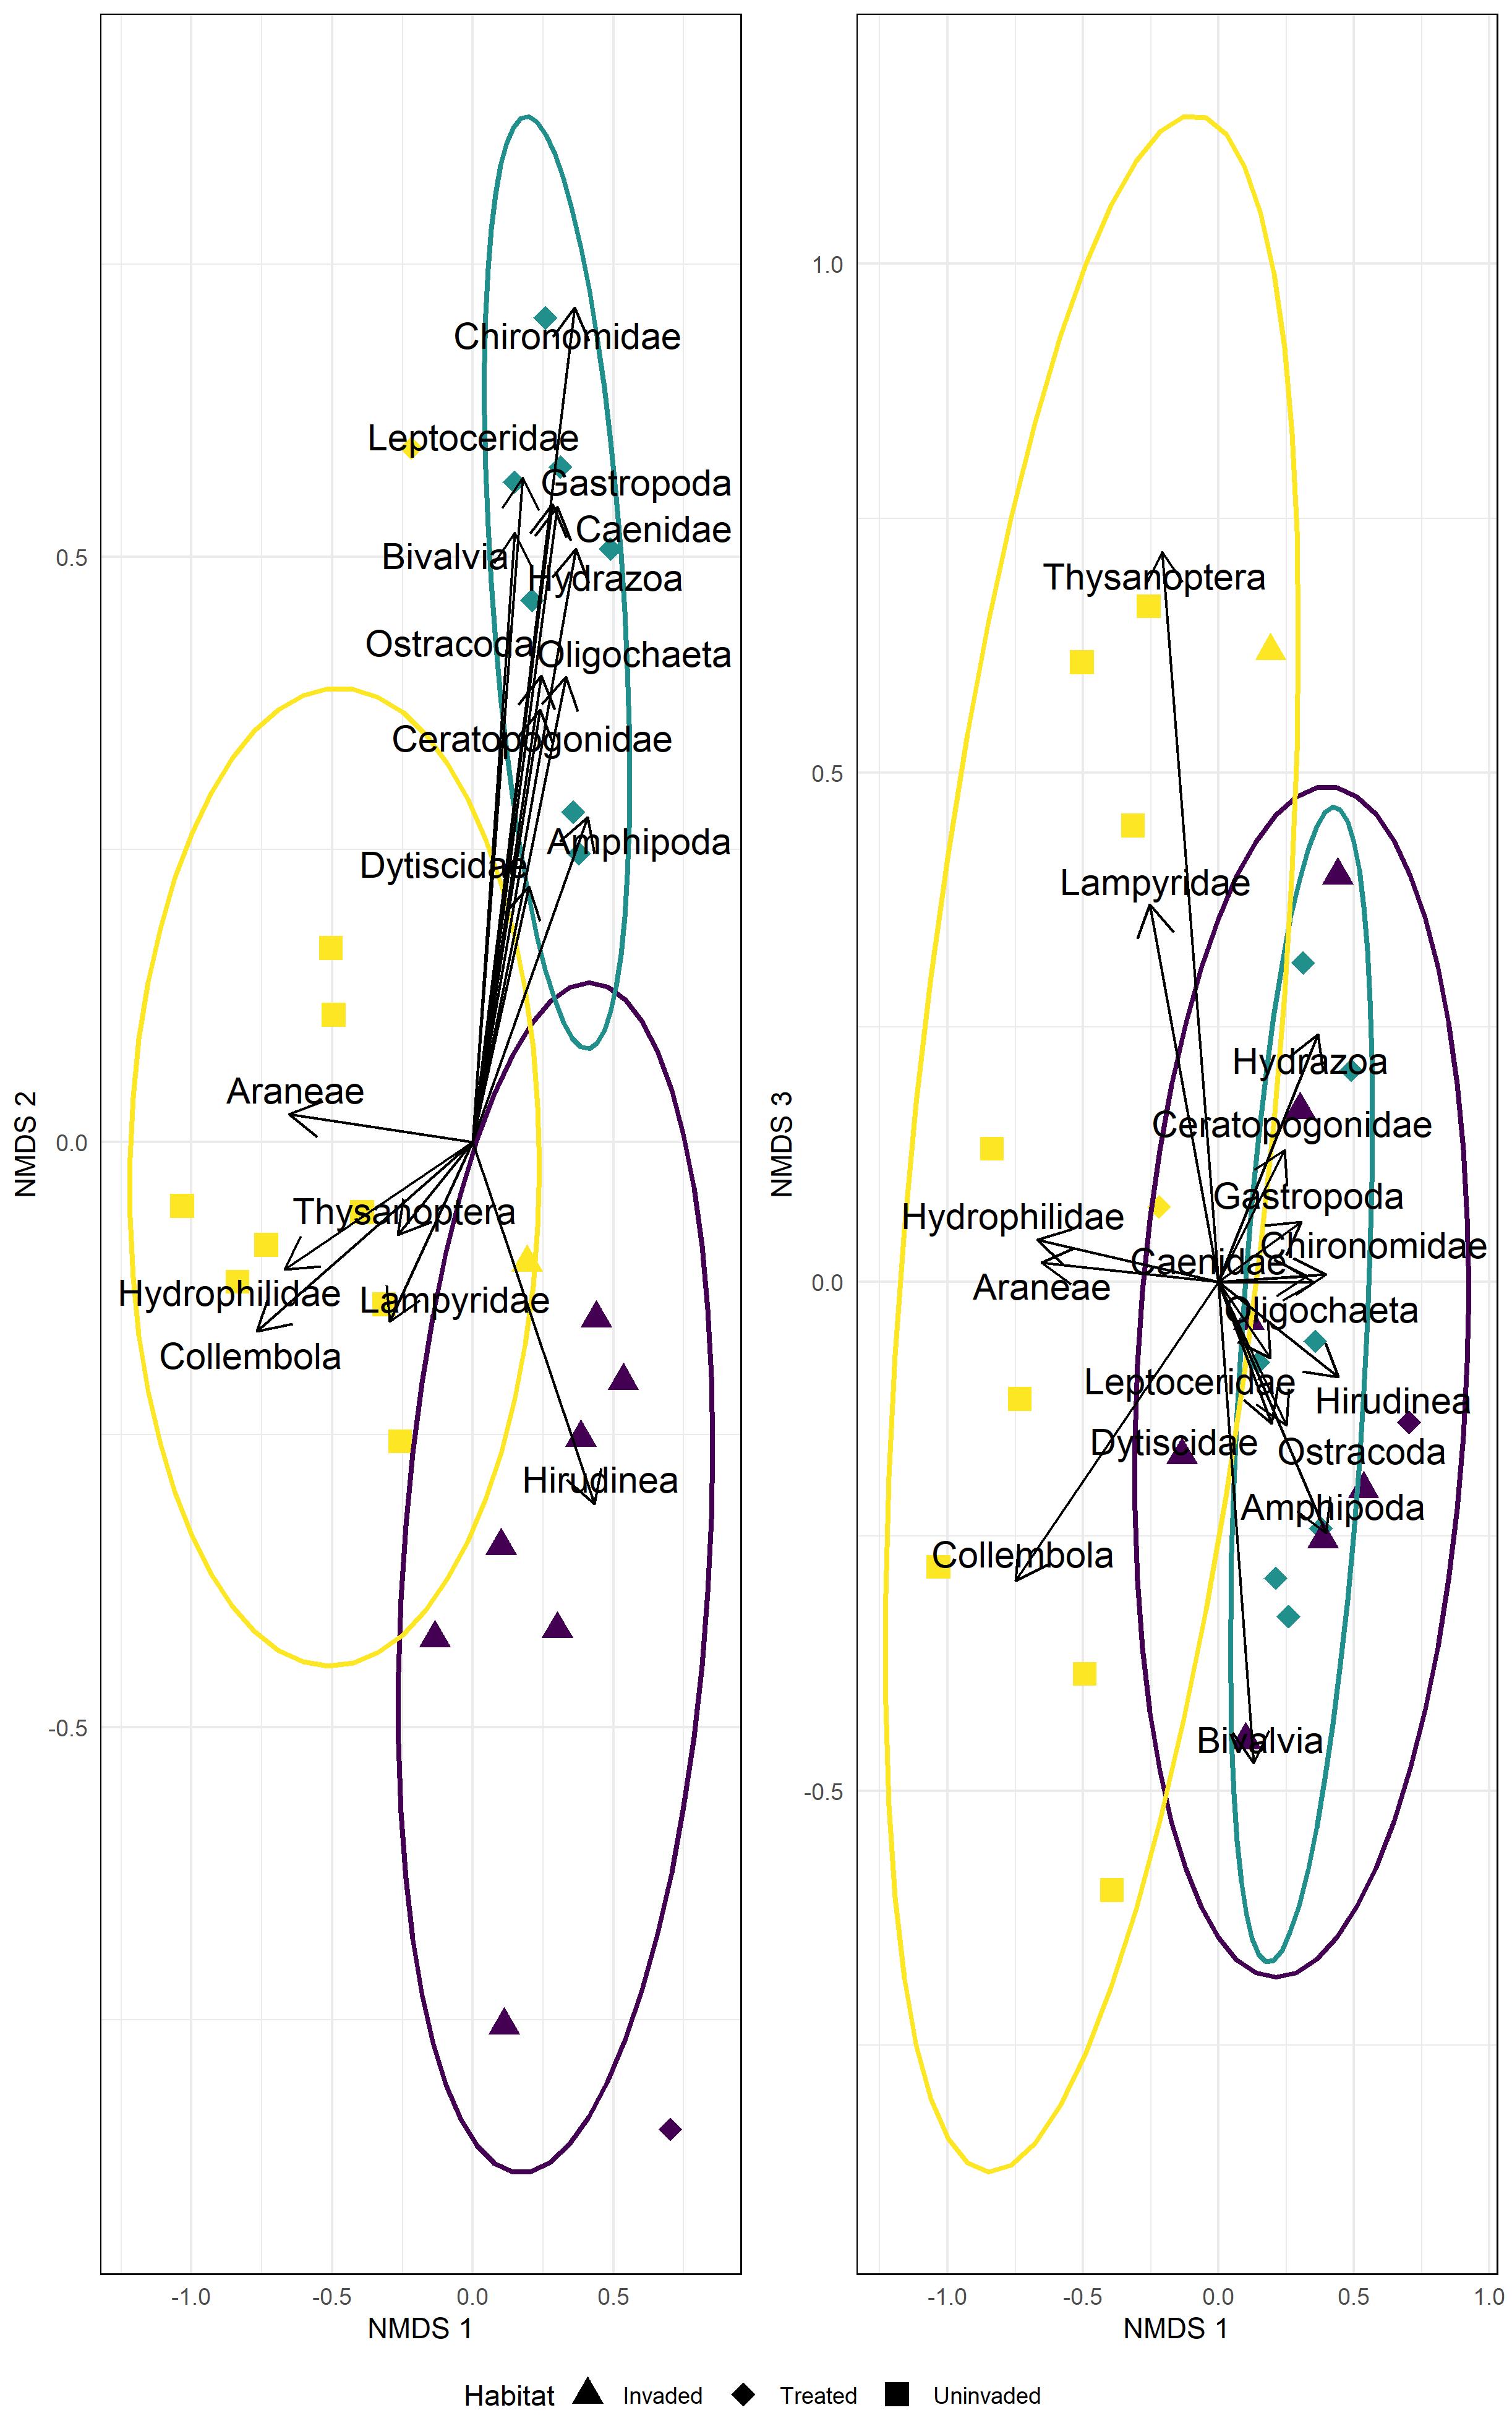 Chironomidae
Leptoceridae
Gastropoda
Caenidae
Bivalvia
Hydrazoa
Ostracoda
Oligochaeta
Ceratopogonidae
Amphipoda
Dytiscidae
Araneae
Thysanoptera
Hydrophilidae
Lampyridae
Collembola
Hirudinea
0.5
0.0
-0.5
NMDS 2
-1.0 -0.5 0.0 0.5
NMDS 1
Thysanoptera
Lampyridae
Hydrazoa
Ceratopogonidae
Gastropoda
Hydrophilidae
Chironomidae
Caenidae
Araneae
Oligochaeta
Leptoceridae
Hirudinea
Dytiscidae
Ostracoda
Amphipoda
Collembola
Bivalvia
1.0
0.5
0.0
-0.5
NMDS 3
-1.0 -0.5 0.0 0.5 1.0
NMDS 1
Habitat Invaded Treated Uninvaded